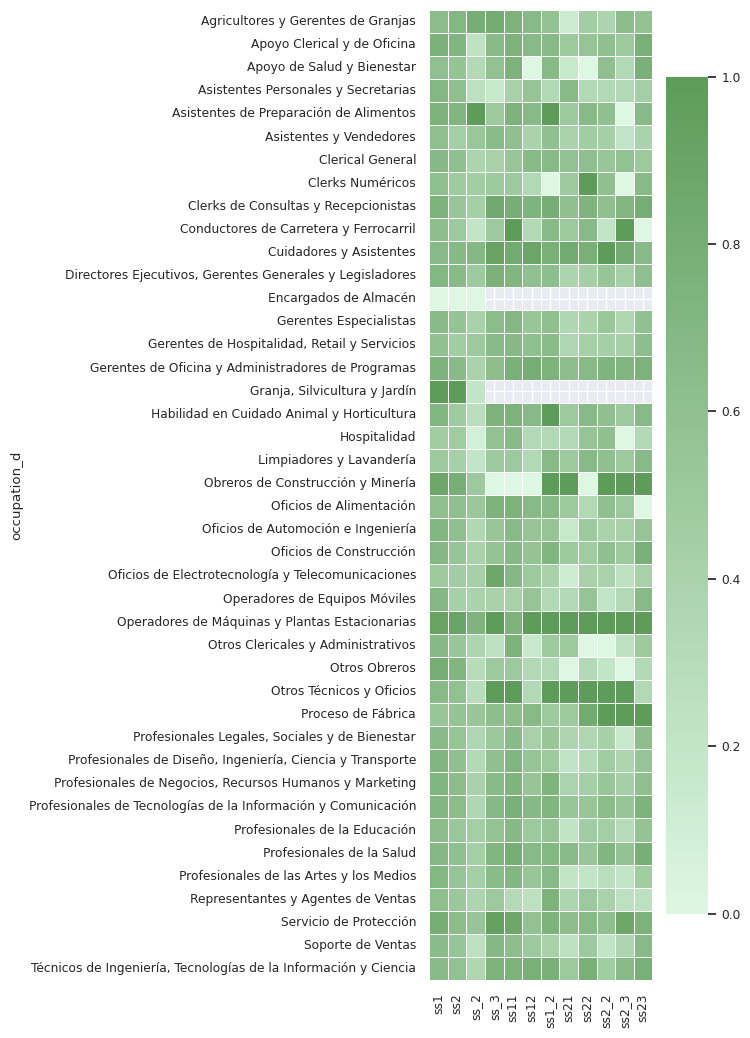 Agricultores y Gerentes de Granjas
Apoyo Clerical y de Oficina
Apoyo de Salud y Bienestar
Asistentes Personales y Secretarias
Asistentes de Preparación de Alimentos
Asistentes y Vendedores
Clerical General
Clerks Numéricos
Clerks de Consultas y Recepcionistas
Conductores de Carretera y Ferrocarril
Cuidadores y Asistentes
Directores Ejecutivos, Gerentes Generales y Legisladores
Encargados de Almacén
Gerentes Especialistas
Gerentes de Hospitalidad, Retail y Servicios
Gerentes de Oficina y Administradores de Programas
Granja, Silvicultura y Jardín
Habilidad en Cuidado Animal y Horticultura
Hospitalidad
Limpiadores y Lavandería
Obreros de Construcción y Minería
Oficios de Alimentación
Oficios de Automoción e Ingeniería
Oficios de Construcción
Oficios de Electrotecnología y Telecomunicaciones
Operadores de Equipos Móviles
Operadores de Máquinas y Plantas Estacionarias
Otros Clericales y Administrativos
Otros Obreros
Otros Técnicos y Oficios
Proceso de Fábrica
Profesionales Legales, Sociales y de Bienestar
Profesionales de Diseño, Ingeniería, Ciencia y Transporte
Profesionales de Negocios, Recursos Humanos y Marketing
Profesionales de Tecnologías de la Información y Comunicación
Profesionales de la Educación
Profesionales de la Salud
Profesionales de las Artes y los Medios
Representantes y Agentes de Ventas
Servicio de Protección
Soporte de Ventas
Técnicos de Ingeniería, Tecnologías de la Información y Ciencia
occupation_d
ss1
ss2
ss_2
ss_3
ss11
ss12
ss1_2
ss21
ss22
ss2_2
ss2_3
ss23
1.0
0.8
0.6
0.4
0.2
0.0